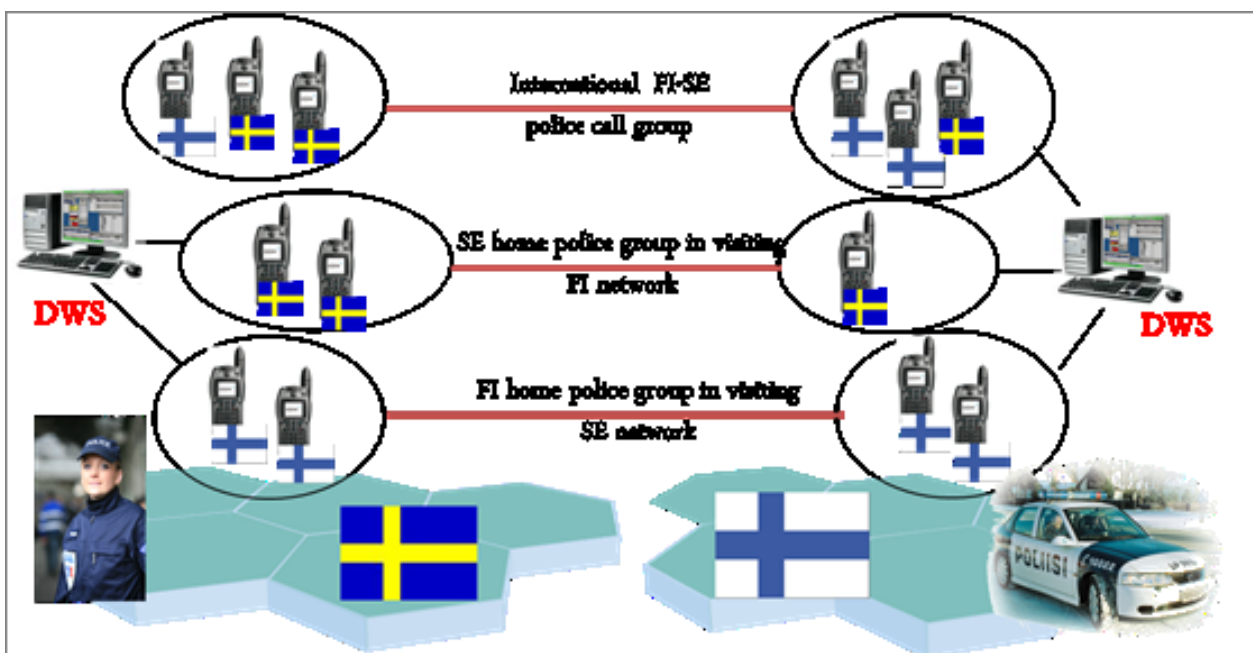 International FI-SE
police call group
SE home police group in visiting
FI network
DWS
DWS
FI home police group in visiting
SE network
POLICE
POLIISI